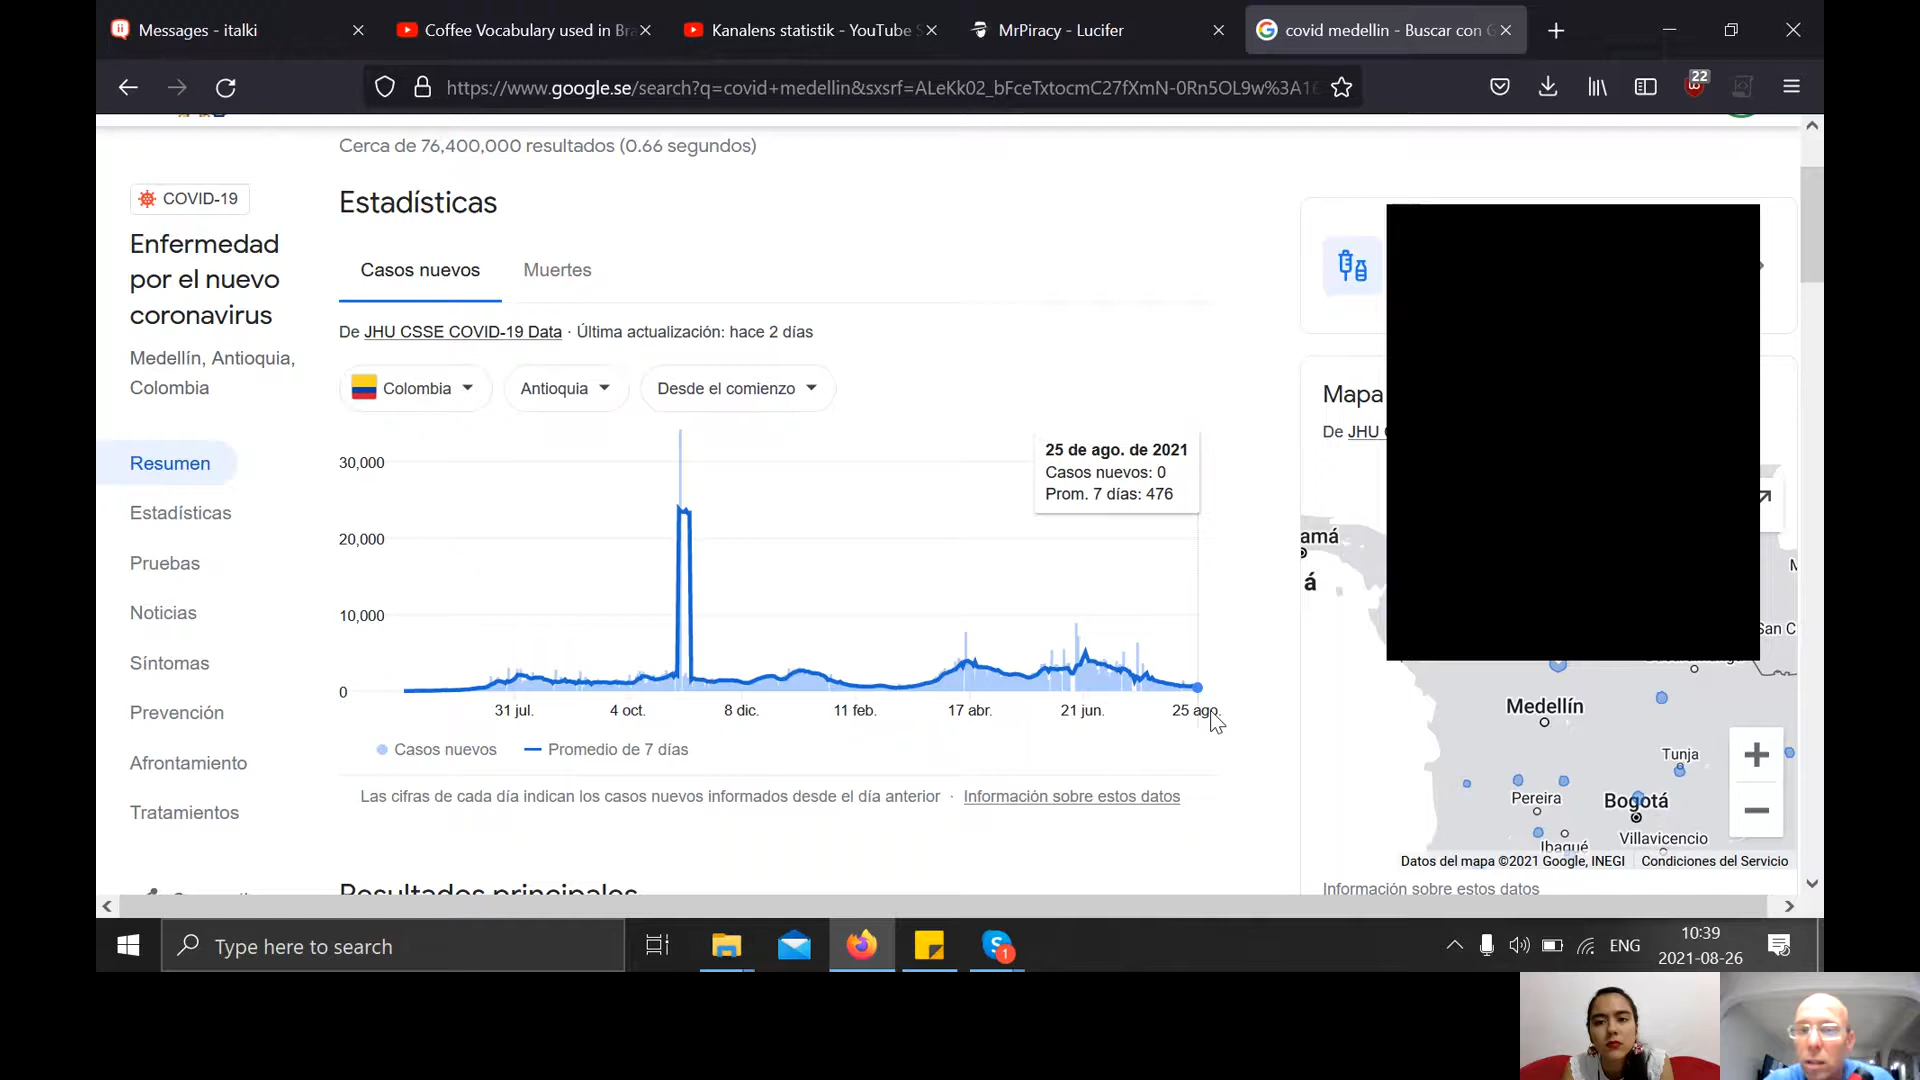 Messages - italki
Coffee Vocabulary used in Bra
Kanalens statistik - YouTube S
MrPiracy - Lucifer
covid medellin - Buscar con G
https://www.google.se/search?q=covid+medellin&sxsrf=ALeKk02_bFceTxtocmC27fXmN-0Rn5OL9w%3A16
22
Cerca de 76,400,000 resultados (0.66 segundos)
COVID-19
Enfermedad
por el nuevo
coronavirus
Medellín, Antioquia,
Colombia
Resumen
Estadísticas
Pruebas
Noticias
Síntomas
Prevención
Afrontamiento
Tratamientos
Estadísticas
Casos nuevos
Muertes
De JHU CSSE COVID-19 Data · Última actualización: hace 2 días
Colombia
Antioquia
Desde el comienzo
30,000
20,000
10,000
0
25 de ago. de 2021
Casos nuevos: 0
Prom. 7 días: 476
31 jul.
4 oct.
8 dic.
11 feb.
17 abr.
21 jun.
25 ago.
Casos nuevos
Promedio de 7 días
Las cifras de cada día indican los casos nuevos informados desde el día anterior · Información sobre estos datos
Resultados principales
Mapa
De JHU C
amá
á
San C
Medellín
Tunja
Pereira
Bogotá
Villavicencio
Ibagué
Datos del mapa ©2021 Google, INEGI
Condiciones del Servicio
Información sobre estos datos
Type here to search
1
ENG
10:39
2021-08-26